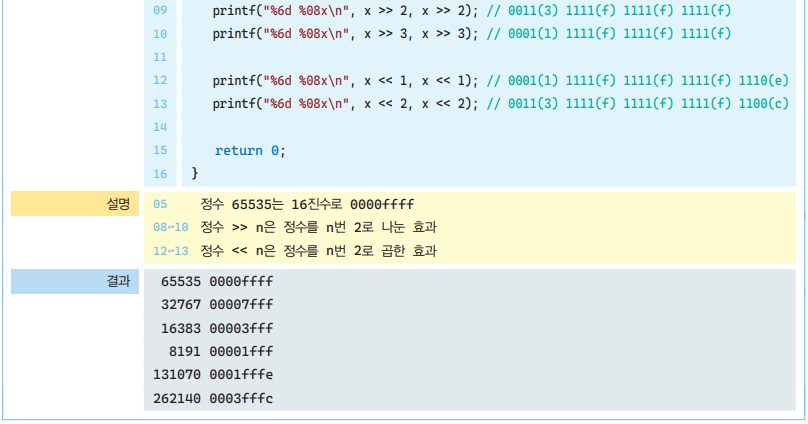 09 printf("%6d %08x\n", x >> 2, x >> 2); // 0011(3) 1111(f) 1111(f) 1111(f)
10 printf("%6d %08x\n", x >> 3, x >> 3); // 0001(1) 1111(f) 1111(f) 1111(f)
11
12 printf("%6d %08x\n", x << 1, x << 1); // 0001(1) 1111(f) 1111(f) 1111(f) 1110(e)
13 printf("%6d %08x\n", x << 2, x << 2); // 0011(3) 1111(f) 1111(f) 1111(f) 1100(c)
14
15 return 0;
16 }
설명 05 정수 65535는 16진수로 0000ffff
08~10 정수 >> n은 정수를 n번 2로 나눈 효과
12~13 정수 << n은 정수를 n번 2로 곱한 효과
결과 65535 0000ffff
32767 00007fff
16383 00003fff
8191 00001fff
131070 0001fffe
262140 0003fffc